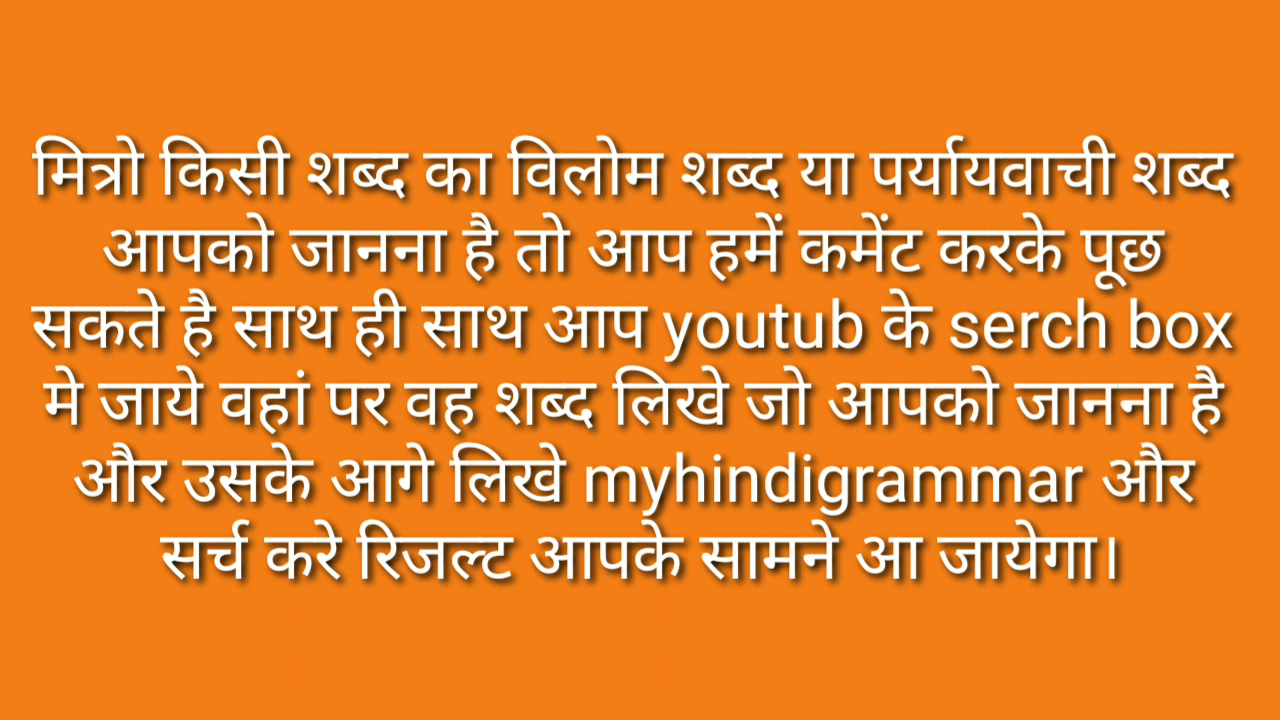 मित्रो किसी शब्द का विलोम शब्द या पर्यायवाची शब्द
आपको जानना है तो आप हमें कमेंट करके पूछ
सकते है साथ ही साथ आप youtub के serch box
मे जाये वहां पर वह शब्द लिखे जो आपको जानना है
और उसके आगे लिखे myhindigrammar और
सर्च करे रिजल्ट आपके सामने आ जायेगा।